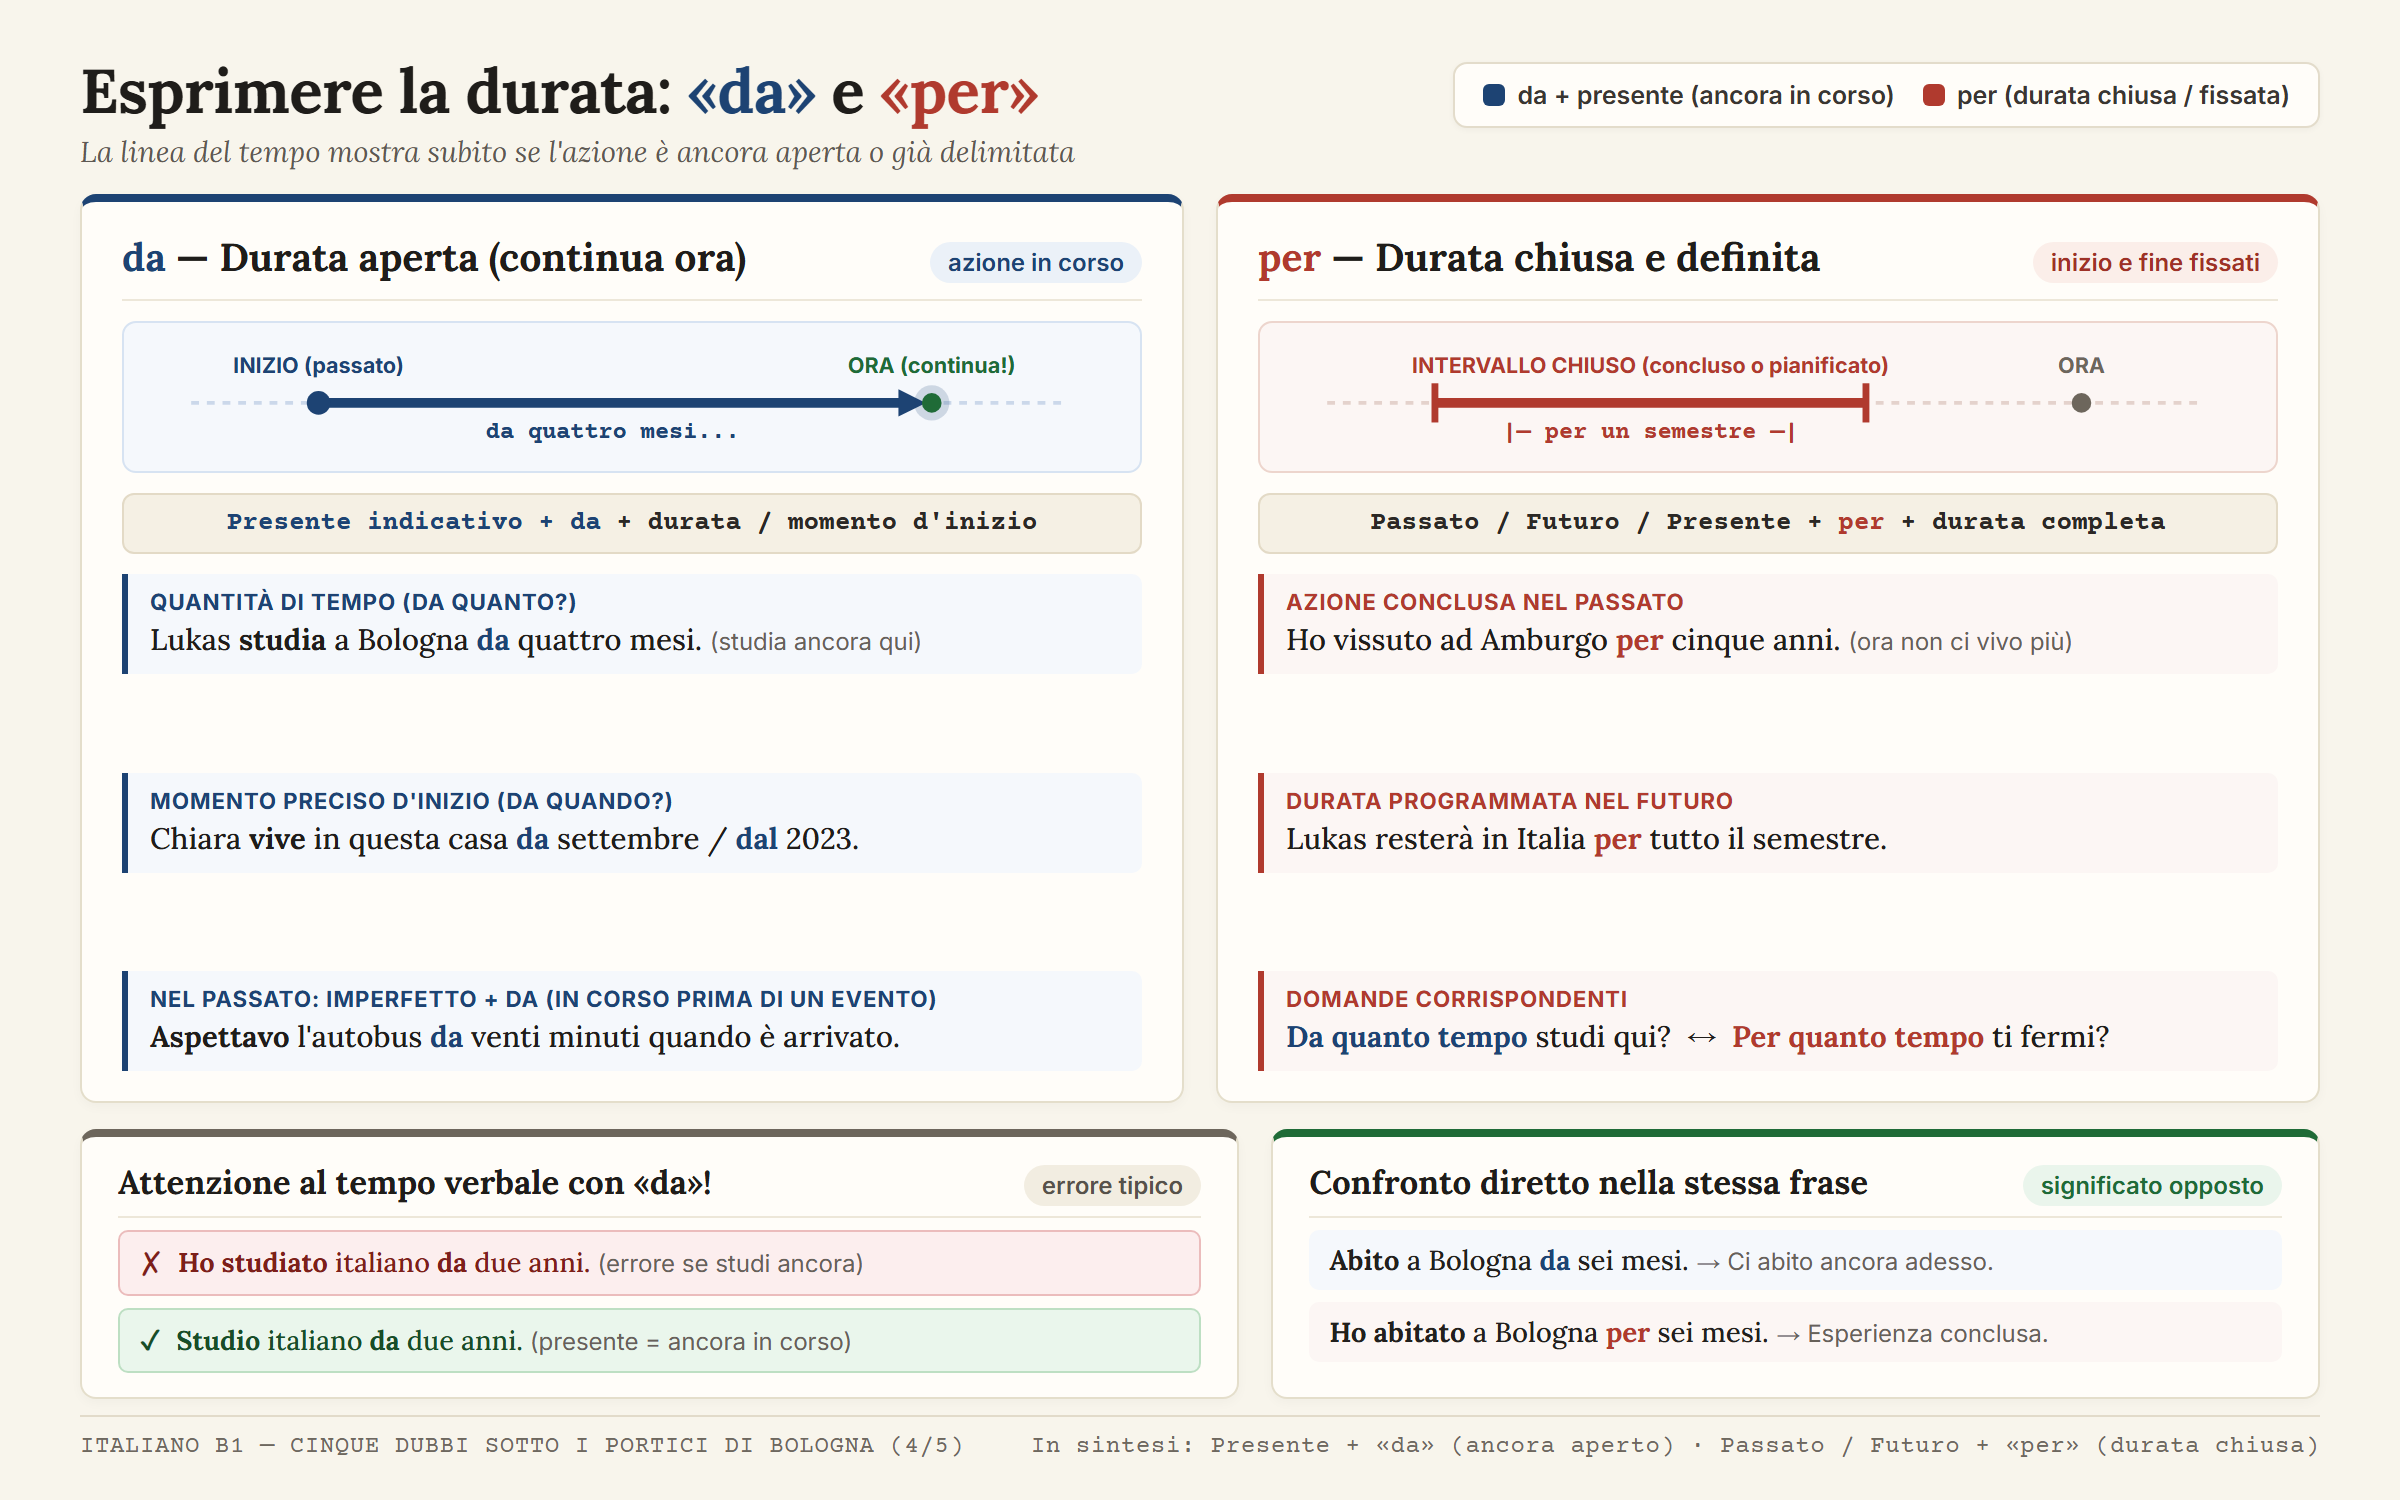 Esprimere la durata: «da» e «per»
La linea del tempo mostra subito se l'azione è ancora aperta o già delimitata
da + presente (ancora in corso)
per (durata chiusa / fissata)
da — Durata aperta (continua ora)
azione in corso
INIZIO (passato)
ORA (continua!)
da quattro mesi...
Presente indicativo + da + durata / momento d'inizio
QUANTITÀ DI TEMPO (DA QUANTO?)
Lukas studia a Bologna da quattro mesi. (studia ancora qui)
MOMENTO PRECISO D'INIZIO (DA QUANDO?)
Chiara vive in questa casa da settembre / dal 2023.
NEL PASSATO: IMPERFETTO + DA (IN CORSO PRIMA DI UN EVENTO)
Aspettavo l'autobus da venti minuti quando è arrivato.
per — Durata chiusa e definita
inizio e fine fissati
INTERVALLO CHIUSO (concluso o pianificato)
ORA
|— per un semestre —|
Passato / Futuro / Presente + per + durata completa
AZIONE CONCLUSA NEL PASSATO
Ho vissuto ad Amburgo per cinque anni. (ora non ci vivo più)
DURATA PROGRAMMATA NEL FUTURO
Lukas resterà in Italia per tutto il semestre.
DOMANDE CORRISPONDENTI
Da quanto tempo studi qui? ↔ Per quanto tempo ti fermi?
Attenzione al tempo verbale con «da»!
errore tipico
✗ Ho studiato italiano da due anni. (errore se studi ancora)
✓ Studio italiano da due anni. (presente = ancora in corso)
Confronto diretto nella stessa frase
significato opposto
Abito a Bologna da sei mesi. → Ci abito ancora adesso.
Ho abitato a Bologna per sei mesi. → Esperienza conclusa.
ITALIANO B1 — CINQUE DUBBI SOTTO I PORTICI DI BOLOGNA (4/5)
In sintesi: Presente + «da» (ancora aperto) · Passato / Futuro + «per» (durata chiusa)